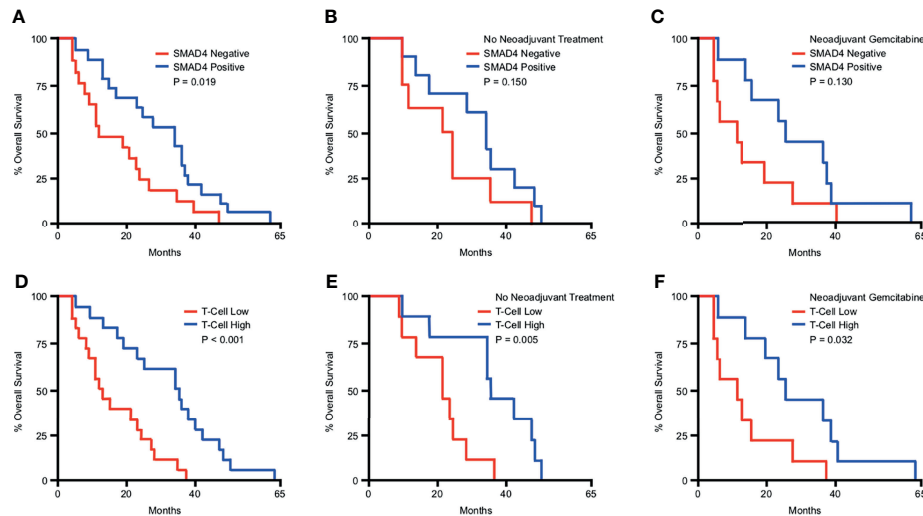 A
100
75
50
25
0
% Overall Survival
SMAD4 Negative
SMAD4 Positive
P = 0.019
0 20 40 65
Months
B
100
75
50
25
0
% Overall Survival
No Neoadjuvant Treatment
SMAD4 Negative
SMAD4 Positive
P = 0.150
0 20 40 65
Months
C
100
75
50
25
0
% Overall Survival
Neoadjuvant Gemcitabine
SMAD4 Negative
SMAD4 Positive
P = 0.130
0 20 40 65
Months
D
100
75
50
25
0
% Overall Survival
T-Cell Low
T-Cell High
P < 0.001
0 20 40 65
Months
E
100
75
50
25
0
% Overall Survival
No Neoadjuvant Treatment
T-Cell Low
T-Cell High
P = 0.005
0 20 40 65
Months
F
100
75
50
25
0
% Overall Survival
Neoadjuvant Gemcitabine
T-Cell Low
T-Cell High
P = 0.032
0 20 40 65
Months